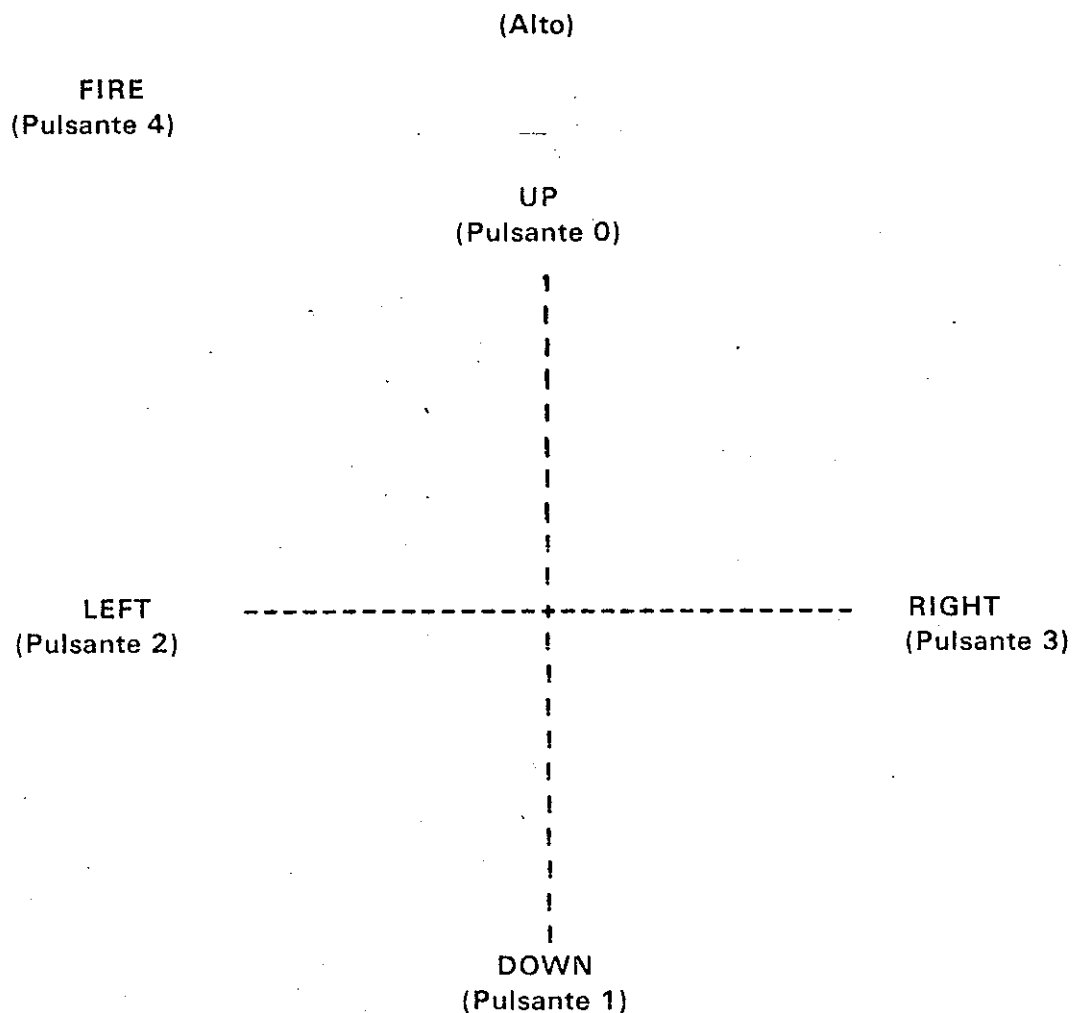 (Alto)
FIRE
(Pulsante 4)
UP
(Pulsante 0)
LEFT
(Pulsante 2)
RIGHT
(Pulsante 3)
DOWN
(Pulsante 1)